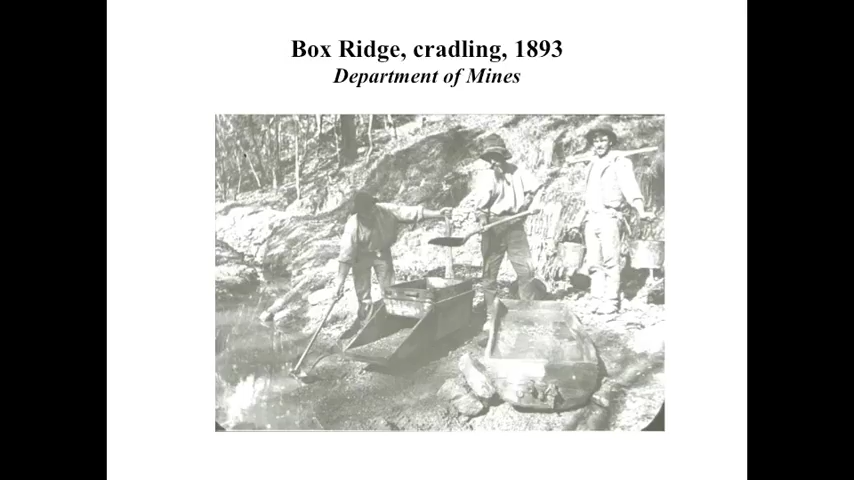 Box Ridge, cradling, 1893
Department of Mines